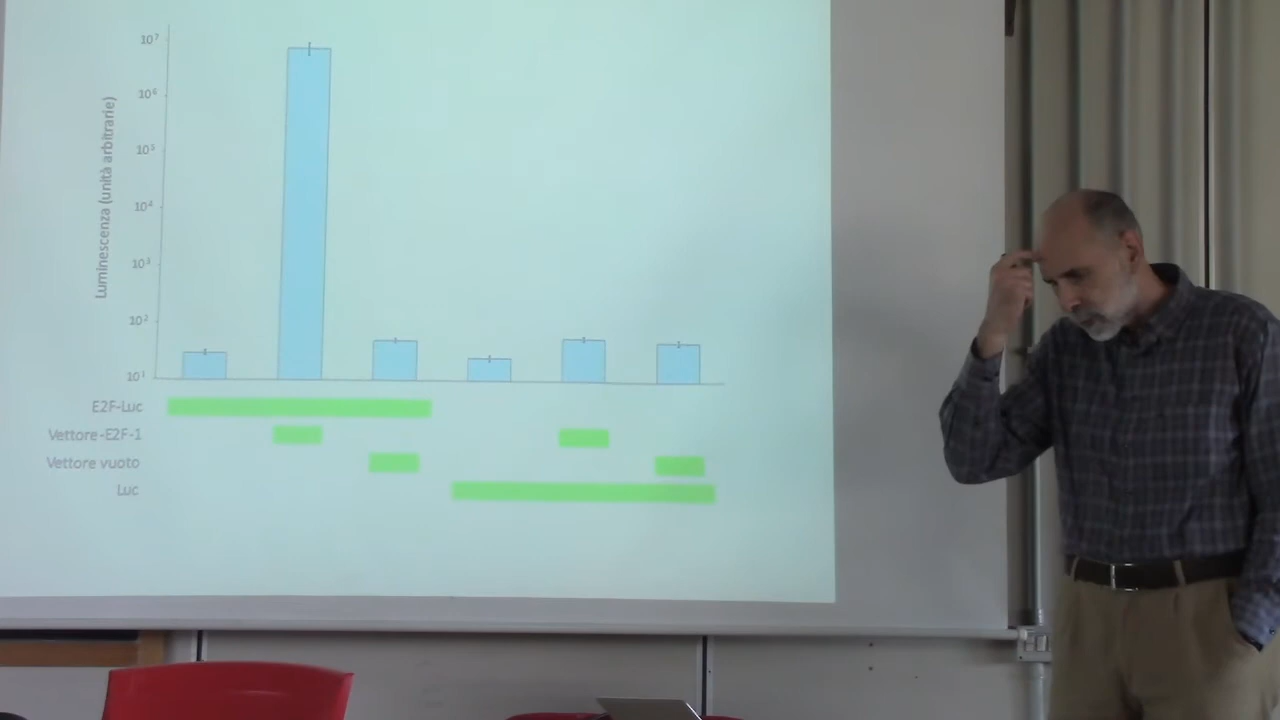 Luminescenza (unità arbitrarie)
10⁷
10⁶
10⁵
10⁴
10³
10²
10¹
E2F-Luc
Vettore-E2F-1
Vettore vuoto
Luc